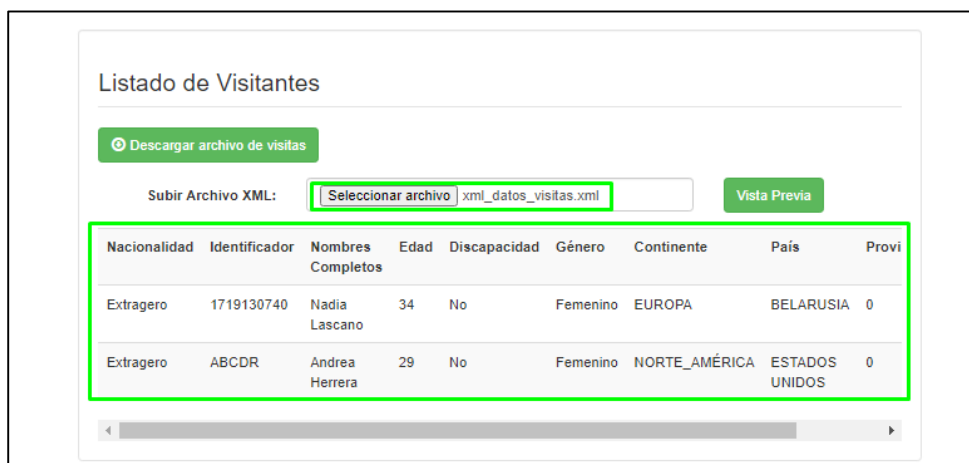 Listado de Visitantes
Descargar archivo de visitas
Subir Archivo XML: Seleccionar archivo xml_datos_visitas.xml Vista Previa
Nacionalidad Identificador Nombres Edad Discapacidad Género Continente País Provi
Completos
Extragero 1719130740 Nadia 34 No Femenino EUROPA BELARUSIA 0
Lascano
Extragero ABCDR Andrea 29 No Femenino NORTE_AMÉRICA ESTADOS 0
Herrera UNIDOS